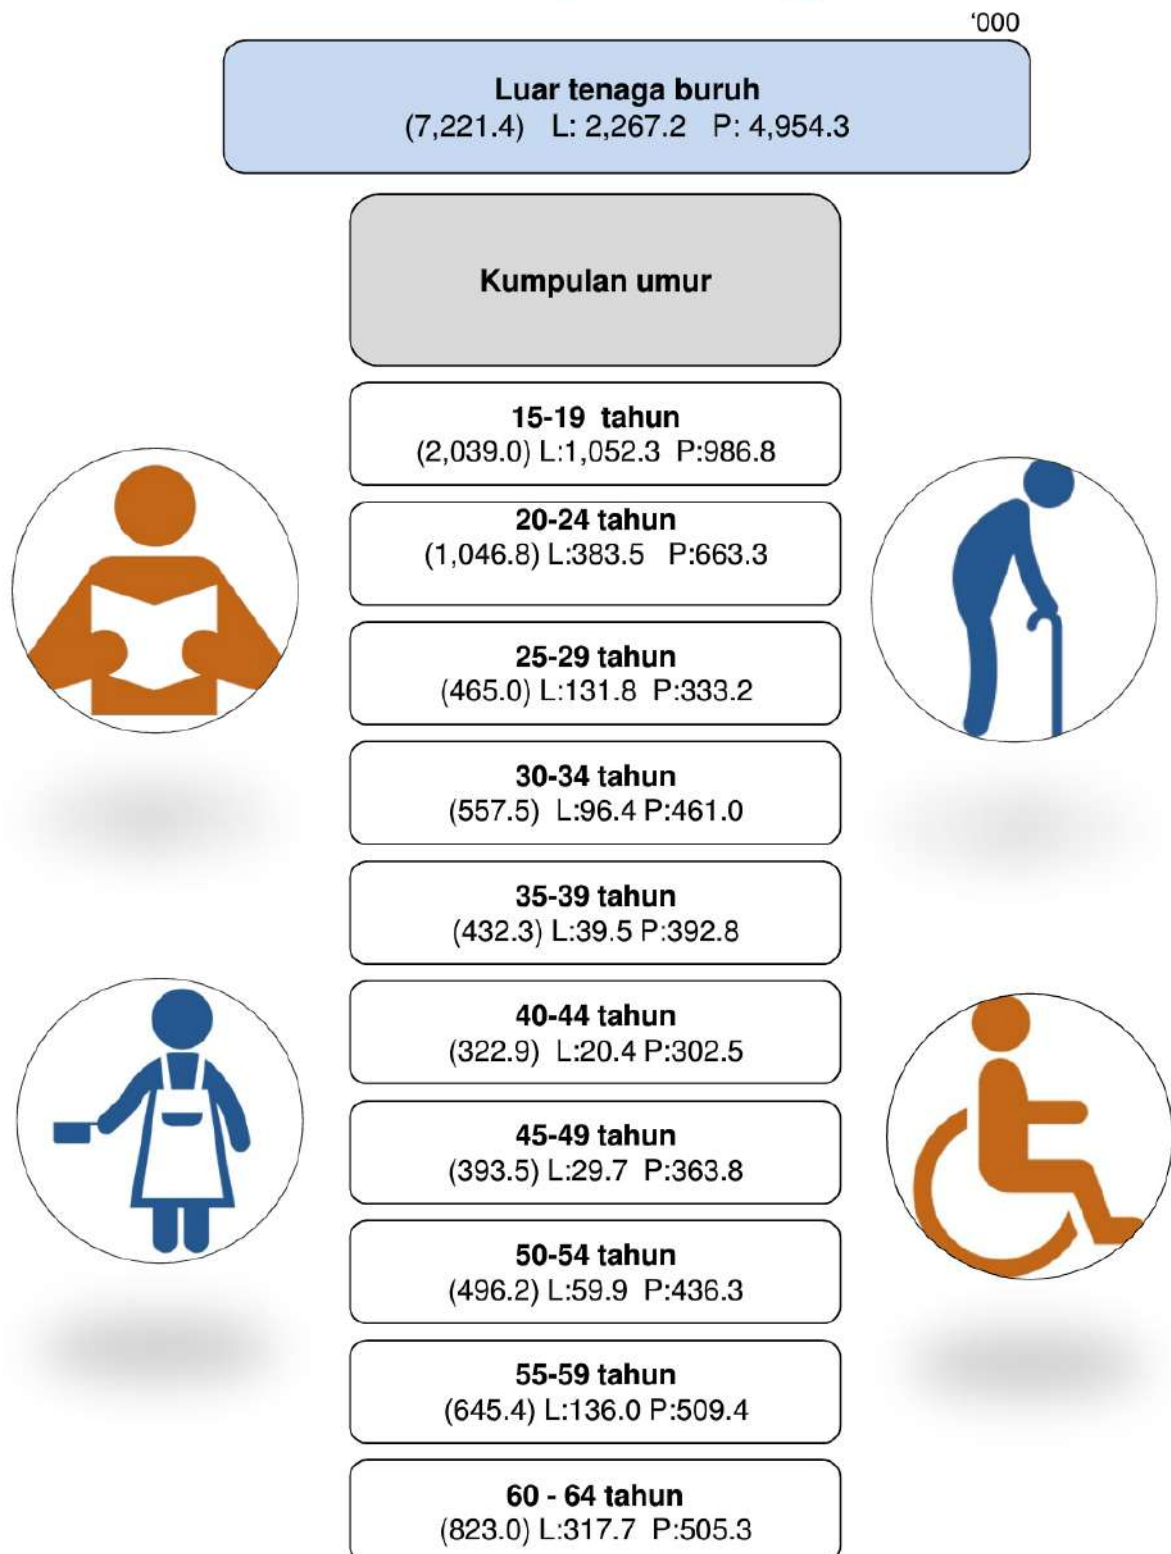 ‘000
Luar tenaga buruh
(7,221.4) L: 2,267.2 P: 4,954.3
Kumpulan umur
15-19 tahun
(2,039.0) L:1,052.3 P:986.8
20-24 tahun
(1,046.8) L:383.5 P:663.3
25-29 tahun
(465.0) L:131.8 P:333.2
30-34 tahun
(557.5) L:96.4 P:461.0
35-39 tahun
(432.3) L:39.5 P:392.8
40-44 tahun
(322.9) L:20.4 P:302.5
45-49 tahun
(393.5) L:29.7 P:363.8
50-54 tahun
(496.2) L:59.9 P:436.3
55-59 tahun
(645.4) L:136.0 P:509.4
60 - 64 tahun
(823.0) L:317.7 P:505.3